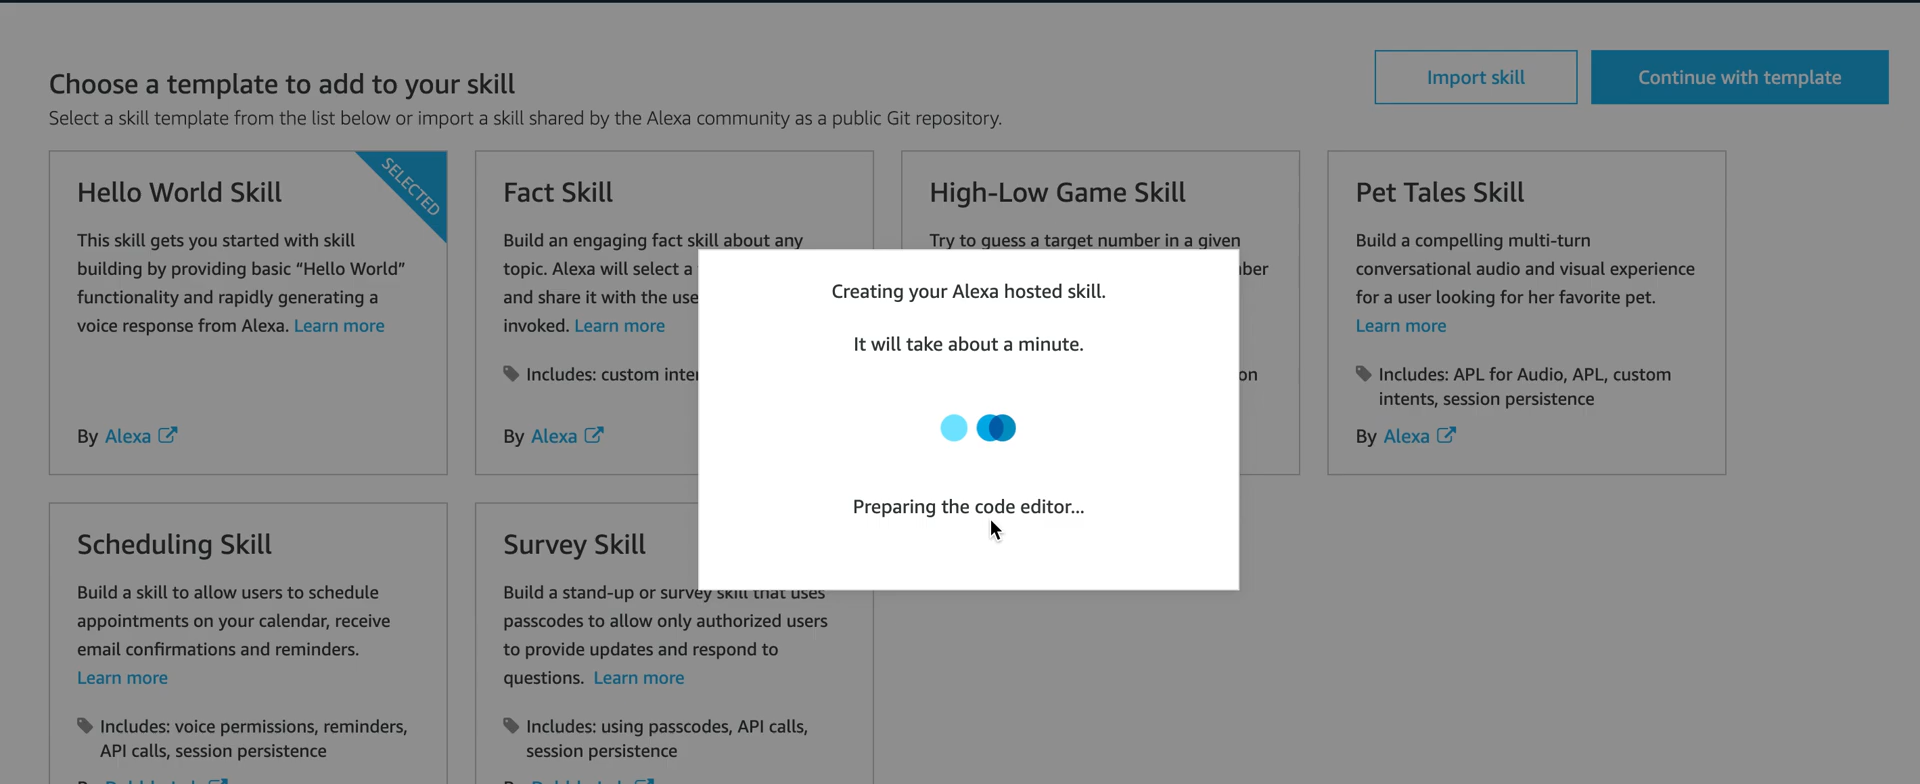 Choose a template to add to your skill
Import skill
Continue with template
Select a skill template from the list below or import a skill shared by the Alexa community as a public Git repository.
Hello World Skill
SELECTED
This skill gets you started with skill
building by providing basic “Hello World”
functionality and rapidly generating a
voice response from Alexa. Learn more
By Alexa
Fact Skill
Build an engaging fact skill about any
topic. Alexa will select a
and share it with the use
invoked. Learn more
Includes: custom inte
By Alexa
High-Low Game Skill
Try to guess a target number in a given
ber
on
Pet Tales Skill
Build a compelling multi-turn
conversational audio and visual experience
for a user looking for her favorite pet.
Learn more
Includes: APL for Audio, APL, custom
intents, session persistence
By Alexa
Creating your Alexa hosted skill.
It will take about a minute.
Preparing the code editor...
Scheduling Skill
Build a skill to allow users to schedule
appointments on your calendar, receive
email confirmations and reminders.
Learn more
Includes: voice permissions, reminders,
API calls, session persistence
Survey Skill
Build a stand-up or survey skill that uses
passcodes to allow only authorized users
to provide updates and respond to
questions. Learn more
Includes: using passcodes, API calls,
session persistence